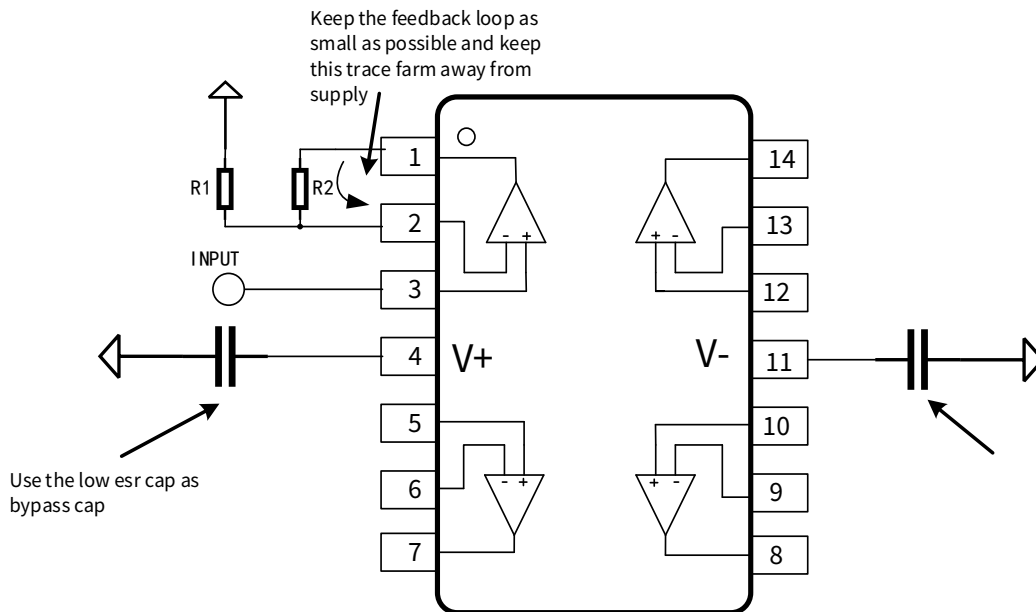 Keep the feedback loop as
small as possible and keep
this trace farm away from
supply
R1
R2
INPUT
1
2
3
4
5
6
7
V+
V-
- +
+ -
- +
+ -
14
13
12
11
10
9
8
Use the low esr cap as
bypass cap